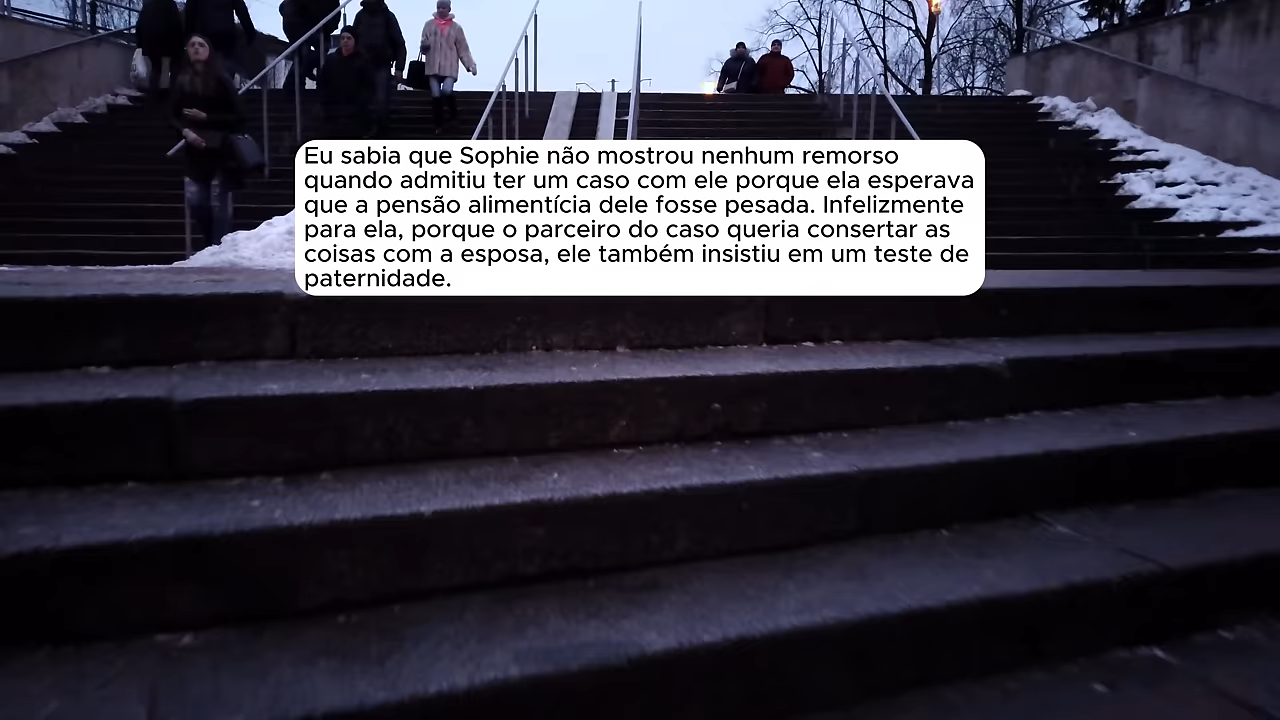 Eu sabia que Sophie não mostrou nenhum remorso
quando admitiu ter um caso com ele porque ela esperava
que a pensão alimentícia dele fosse pesada. Infelizmente
para ela, porque o parceiro do caso queria consertar as
coisas com a esposa, ele também insistiu em um teste de
paternidade.